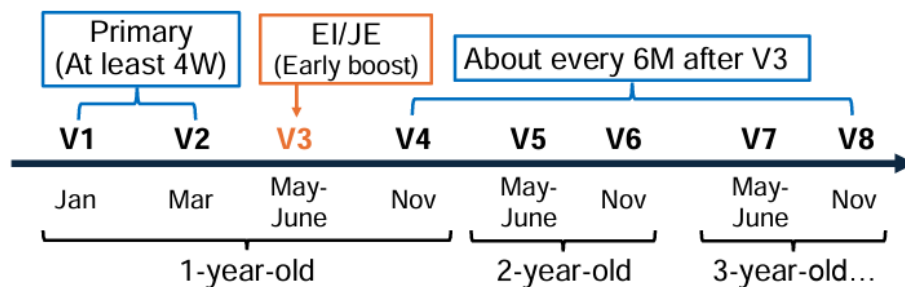 Primary
(At least 4W)
EI/JE
(Early boost)
About every 6M after V3
V1 V2 V3 V4 V5 V6 V7 V8
Jan Mar May-June Nov May-June Nov May-June Nov
1-year-old 2-year-old 3-year-old…